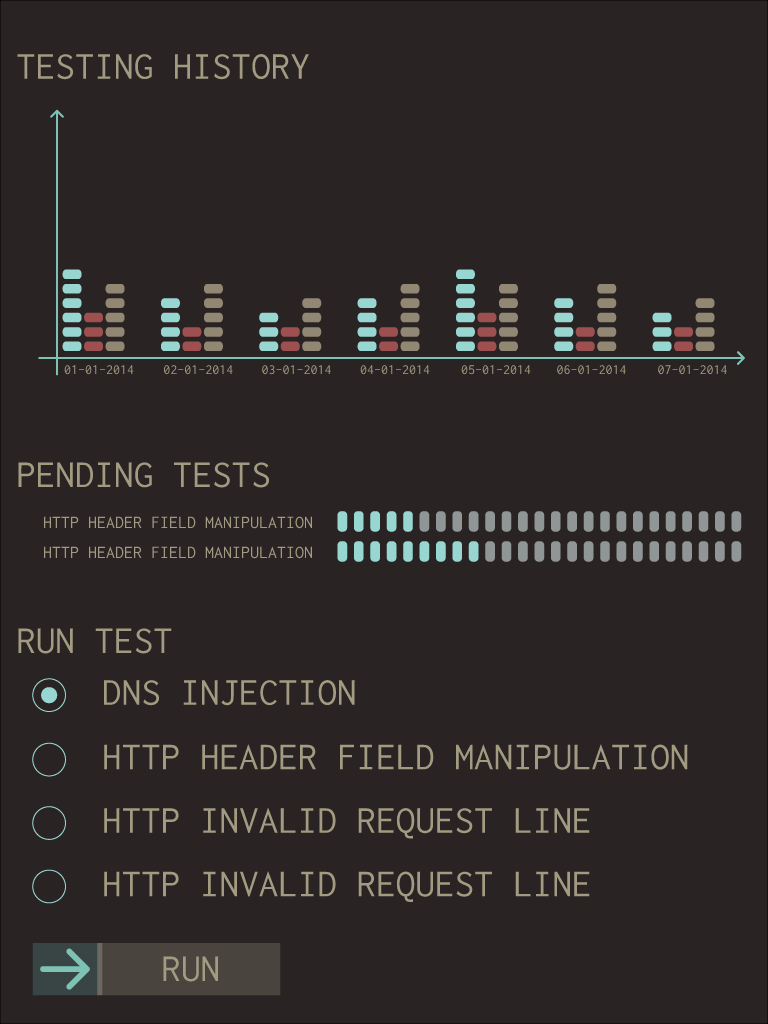 TESTING HISTORY
01-01-2014 02-01-2014 03-01-2014 04-01-2014 05-01-2014 06-01-2014 07-01-2014
PENDING TESTS
HTTP HEADER FIELD MANIPULATION
HTTP HEADER FIELD MANIPULATION
RUN TEST
DNS INJECTION
HTTP HEADER FIELD MANIPULATION
HTTP INVALID REQUEST LINE
HTTP INVALID REQUEST LINE
RUN